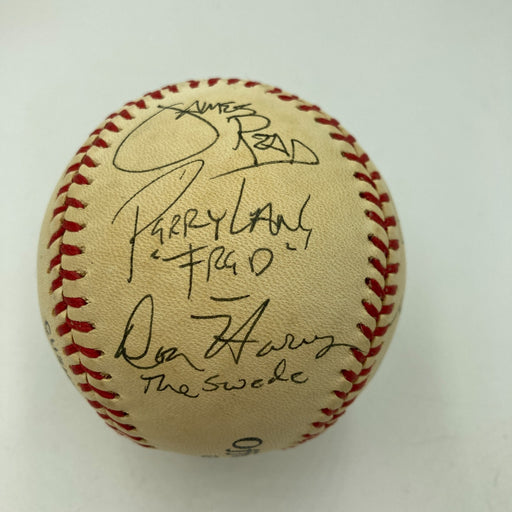 James
Read
Perry Lang
"FRED"
Don Harvey
The Swede